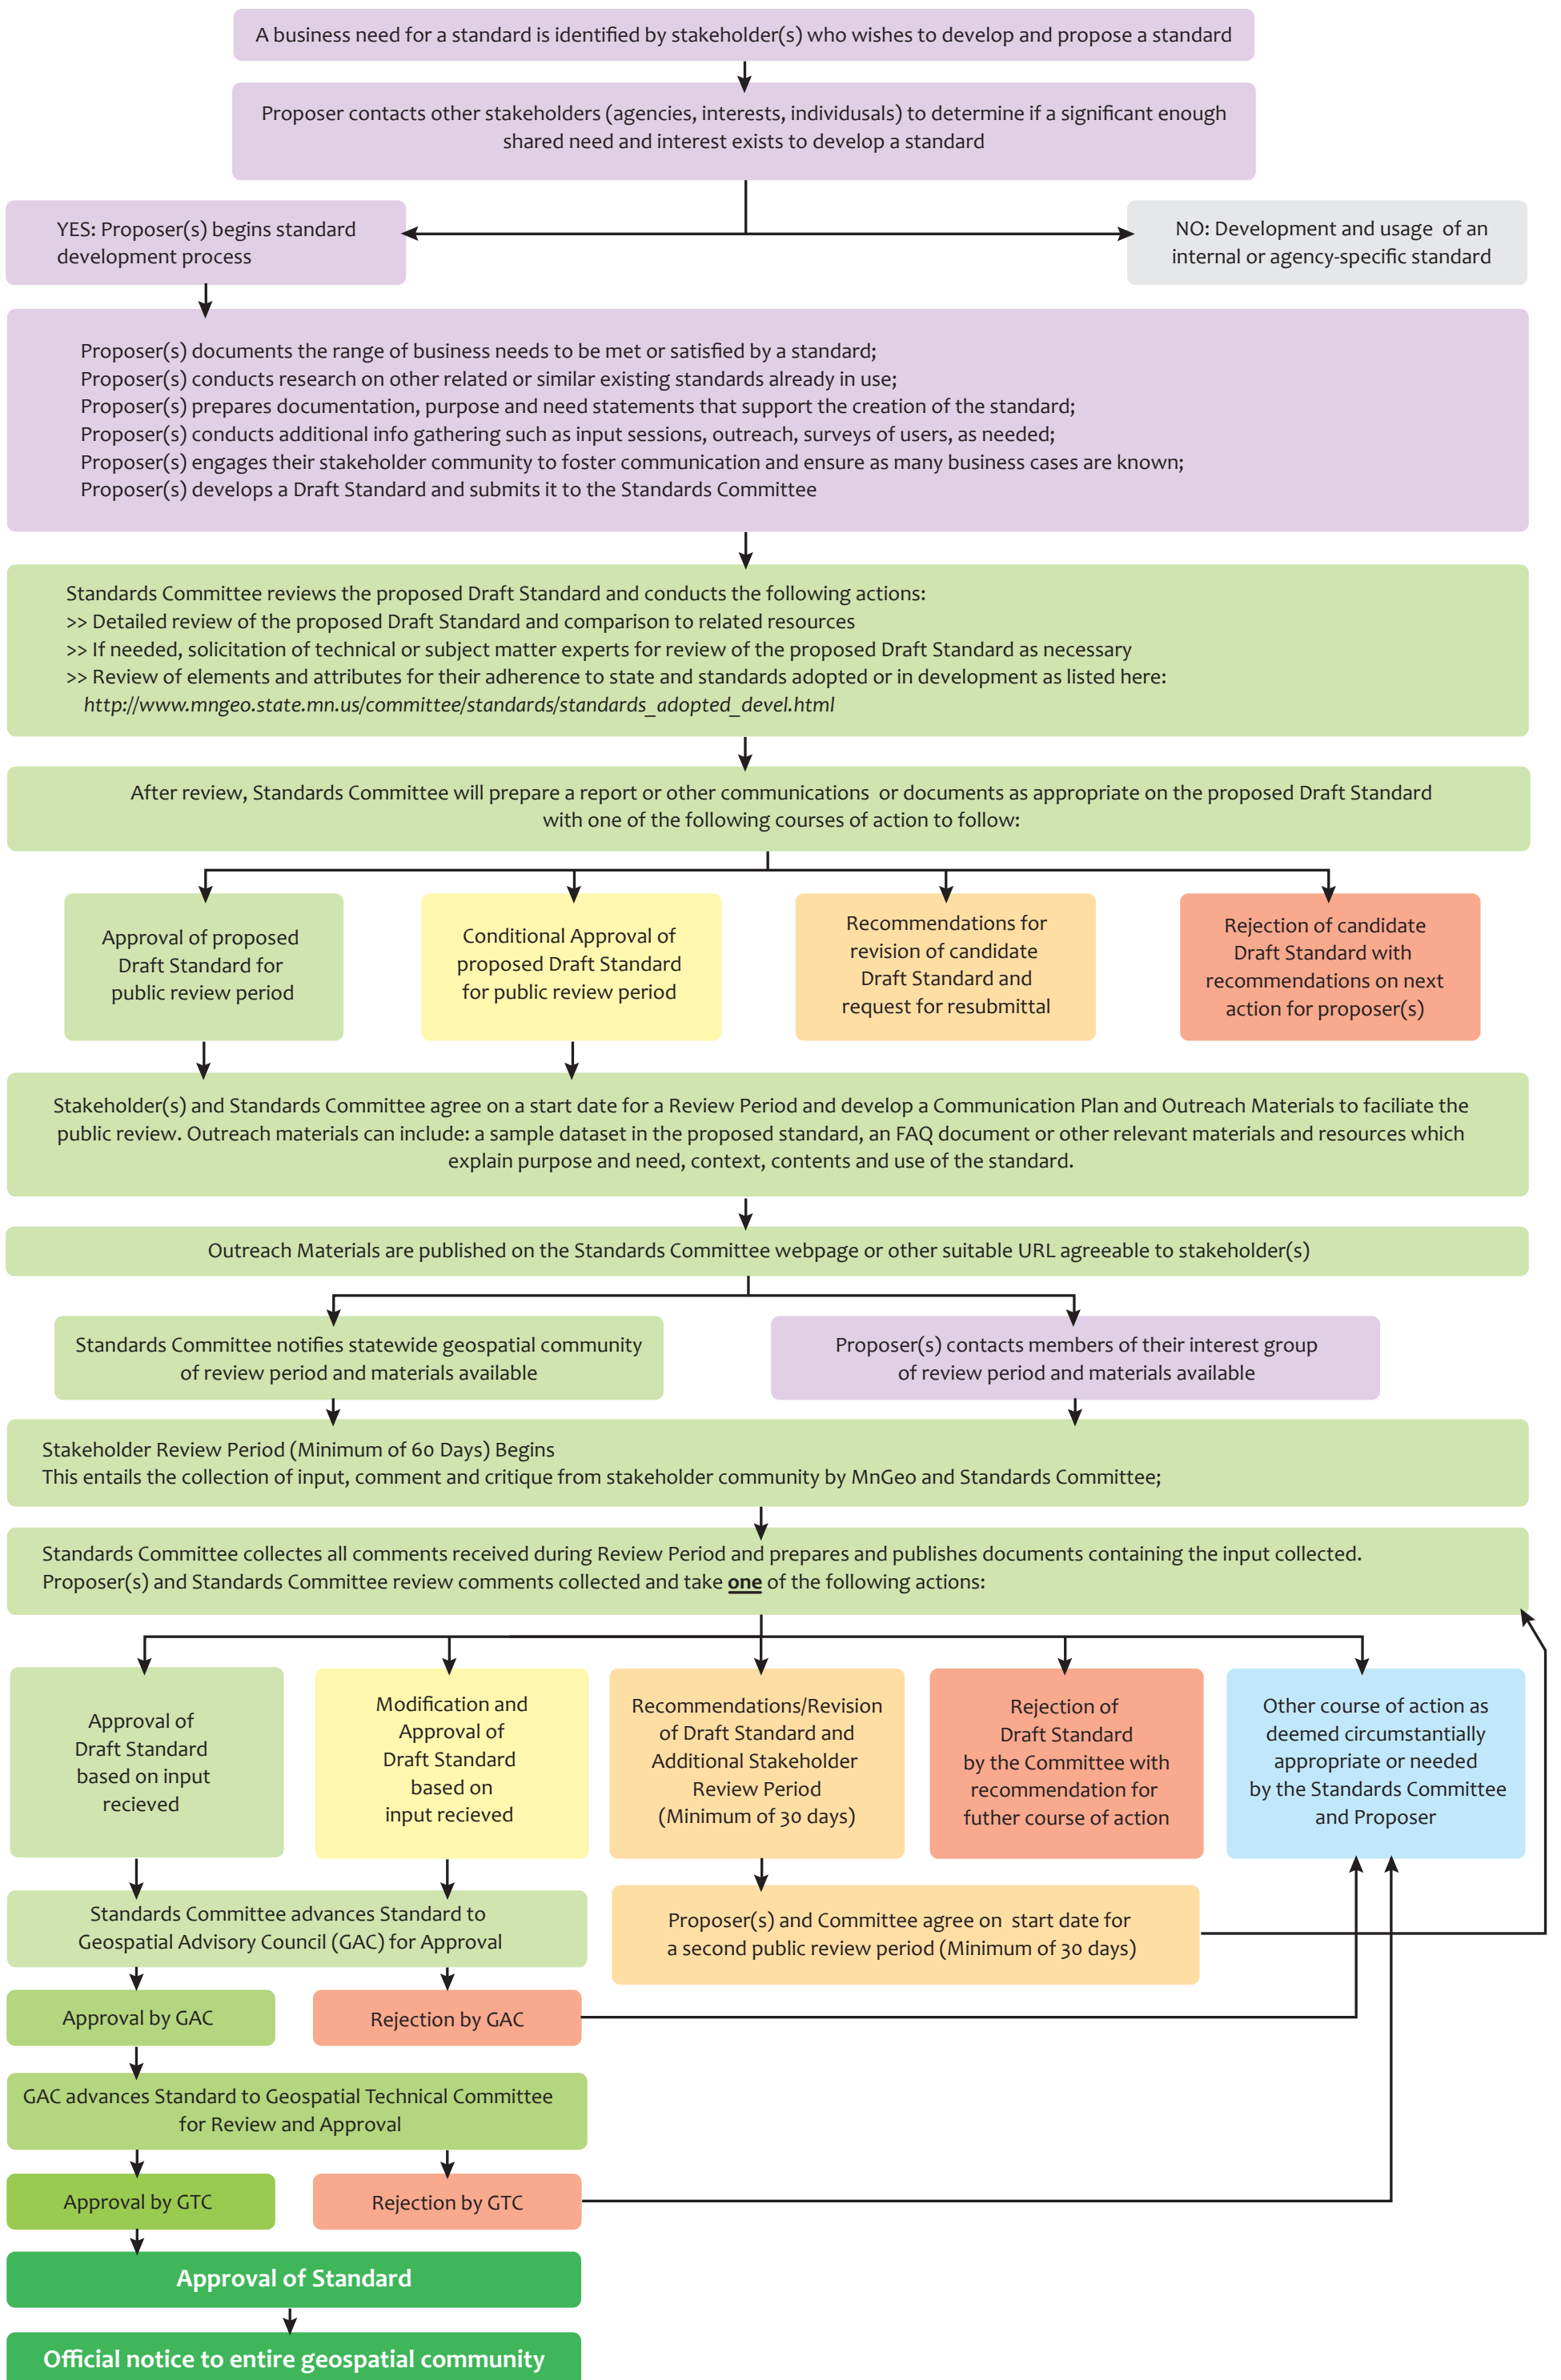 A business need for a standard is identified by stakeholder(s) who wishes to develop and propose a standard
Proposer contacts other stakeholders (agencies, interests, individusals) to determine if a significant enough
shared need and interest exists to develop a standard
YES: Proposer(s) begins standard
development process
NO: Development and usage of an
internal or agency-specific standard
Proposer(s) documents the range of business needs to be met or satisfied by a standard;
Proposer(s) conducts research on other related or similar existing standards already in use;
Proposer(s) prepares documentation, purpose and need statements that support the creation of the standard;
Proposer(s) conducts additional info gathering such as input sessions, outreach, surveys of users, as needed;
Proposer(s) engages their stakeholder community to foster communication and ensure as many business cases are known;
Proposer(s) develops a Draft Standard and submits it to the Standards Committee
Standards Committee reviews the proposed Draft Standard and conducts the following actions:
>> Detailed review of the proposed Draft Standard and comparison to related resources
>> If needed, solicitation of technical or subject matter experts for review of the proposed Draft Standard as necessary
>> Review of elements and attributes for their adherence to state and standards adopted or in development as listed here:
http://www.mngeo.state.mn.us/committee/standards/standards_adopted_devel.html
After review, Standards Committee will prepare a report or other communications or documents as appropriate on the proposed Draft Standard
with one of the following courses of action to follow:
Approval of proposed
Draft Standard for
public review period
Conditional Approval of
proposed Draft Standard
for public review period
Recommendations for
revision of candidate
Draft Standard and
request for resubmittal
Rejection of candidate
Draft Standard with
recommendations on next
action for proposer(s)
Stakeholder(s) and Standards Committee agree on a start date for a Review Period and develop a Communication Plan and Outreach Materials to faciliate the
public review. Outreach materials can include: a sample dataset in the proposed standard, an FAQ document or other relevant materials and resources which
explain purpose and need, context, contents and use of the standard.
Outreach Materials are published on the Standards Committee webpage or other suitable URL agreeable to stakeholder(s)
Standards Committee notifies statewide geospatial community
of review period and materials available
Proposer(s) contacts members of their interest group
of review period and materials available
Stakeholder Review Period (Minimum of 60 Days) Begins
This entails the collection of input, comment and critique from stakeholder community by MnGeo and Standards Committee;
Standards Committee collectes all comments received during Review Period and prepares and publishes documents containing the input collected.
Proposer(s) and Standards Committee review comments collected and take one of the following actions:
Approval of
Draft Standard
based on input
recieved
Modification and
Approval of
Draft Standard
based on
input recieved
Recommendations/Revision
of Draft Standard and
Additional Stakeholder
Review Period
(Minimum of 30 days)
Rejection of
Draft Standard
by the Committee with
recommendation for
futher course of action
Other course of action as
deemed circumstantially
appropriate or needed
by the Standards Committee
and Proposer
Standards Committee advances Standard to
Geospatial Advisory Council (GAC) for Approval
Proposer(s) and Committee agree on start date for
a second public review period (Minimum of 30 days)
Approval by GAC
Rejection by GAC
GAC advances Standard to Geospatial Technical Committee
for Review and Approval
Approval by GTC
Rejection by GTC
Approval of Standard
Official notice to entire geospatial community